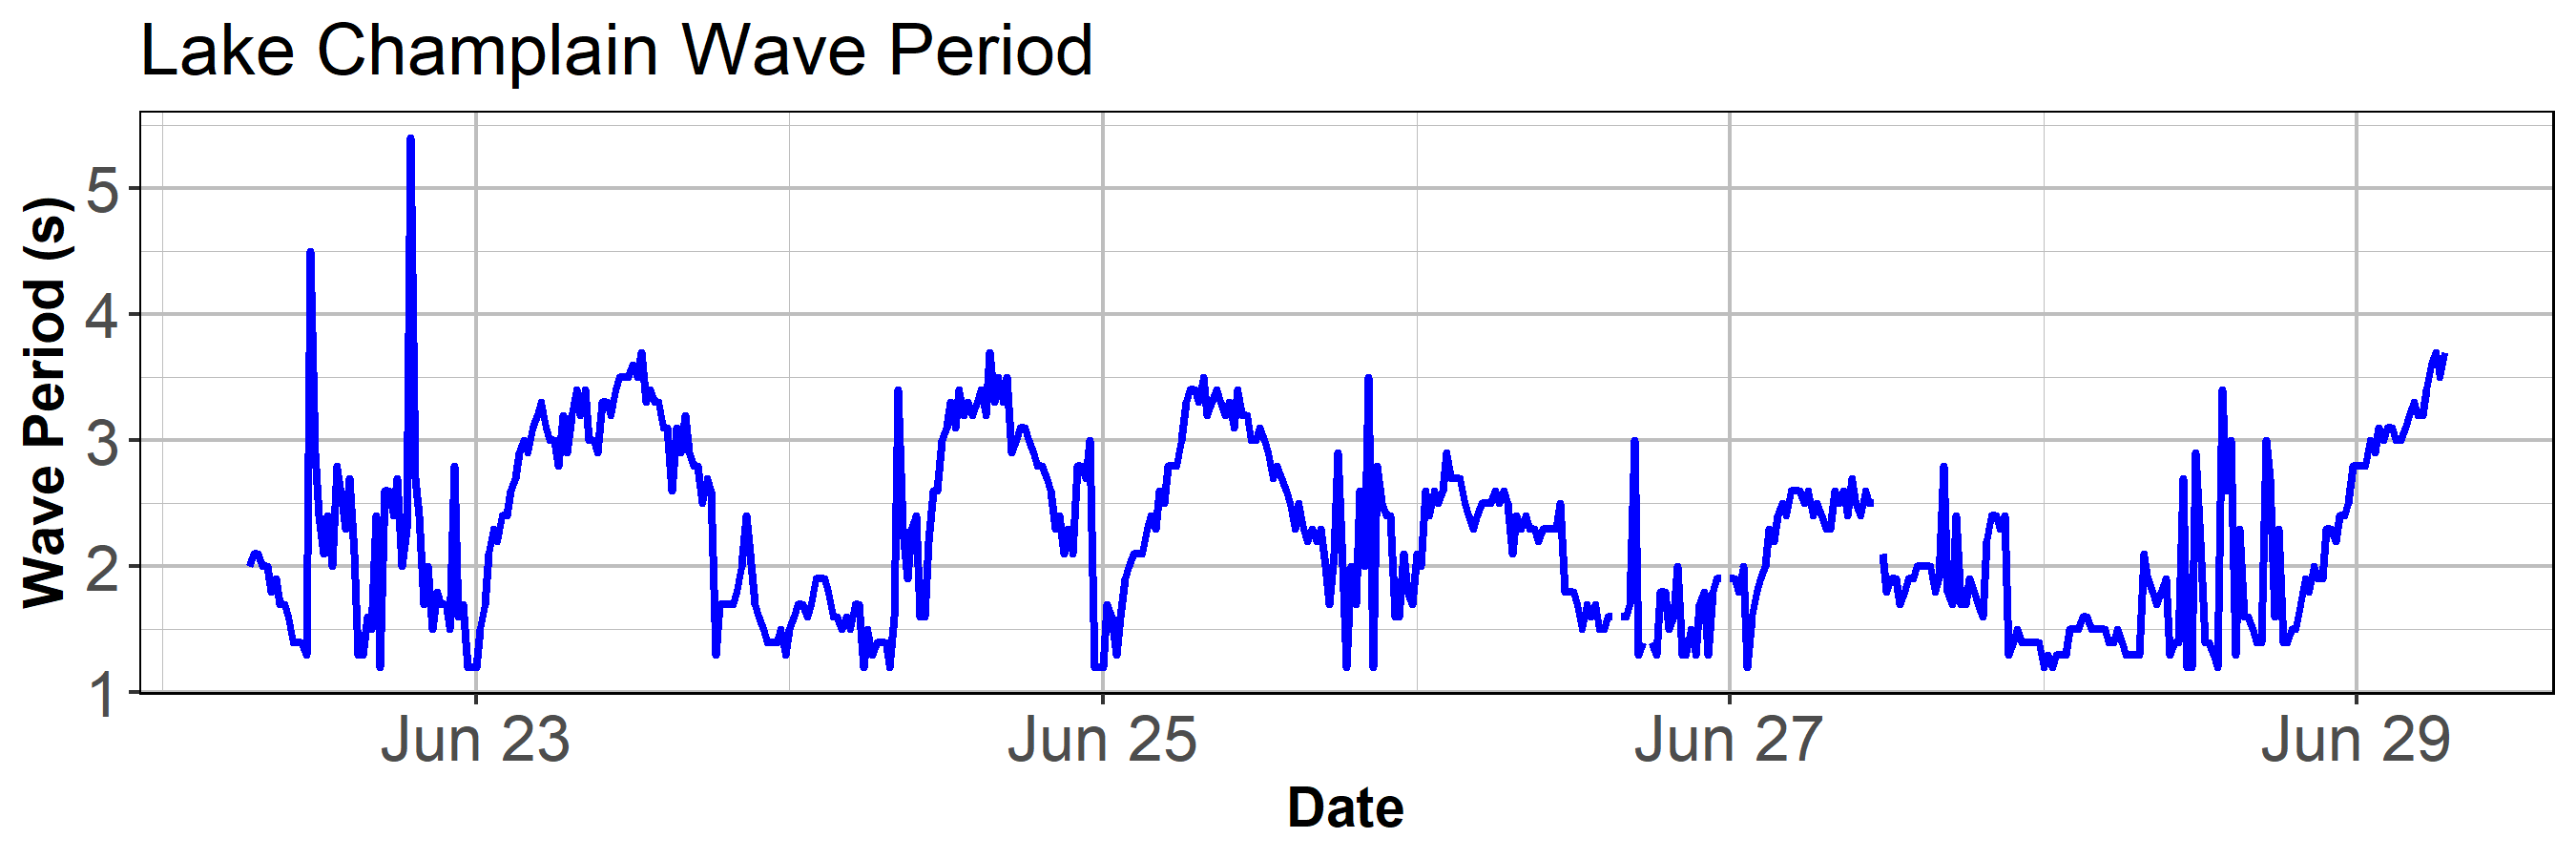 Lake Champlain Wave Period
Wave Period (s)
5
4
3
2
1
Jun 23
Jun 25
Jun 27
Jun 29
Date